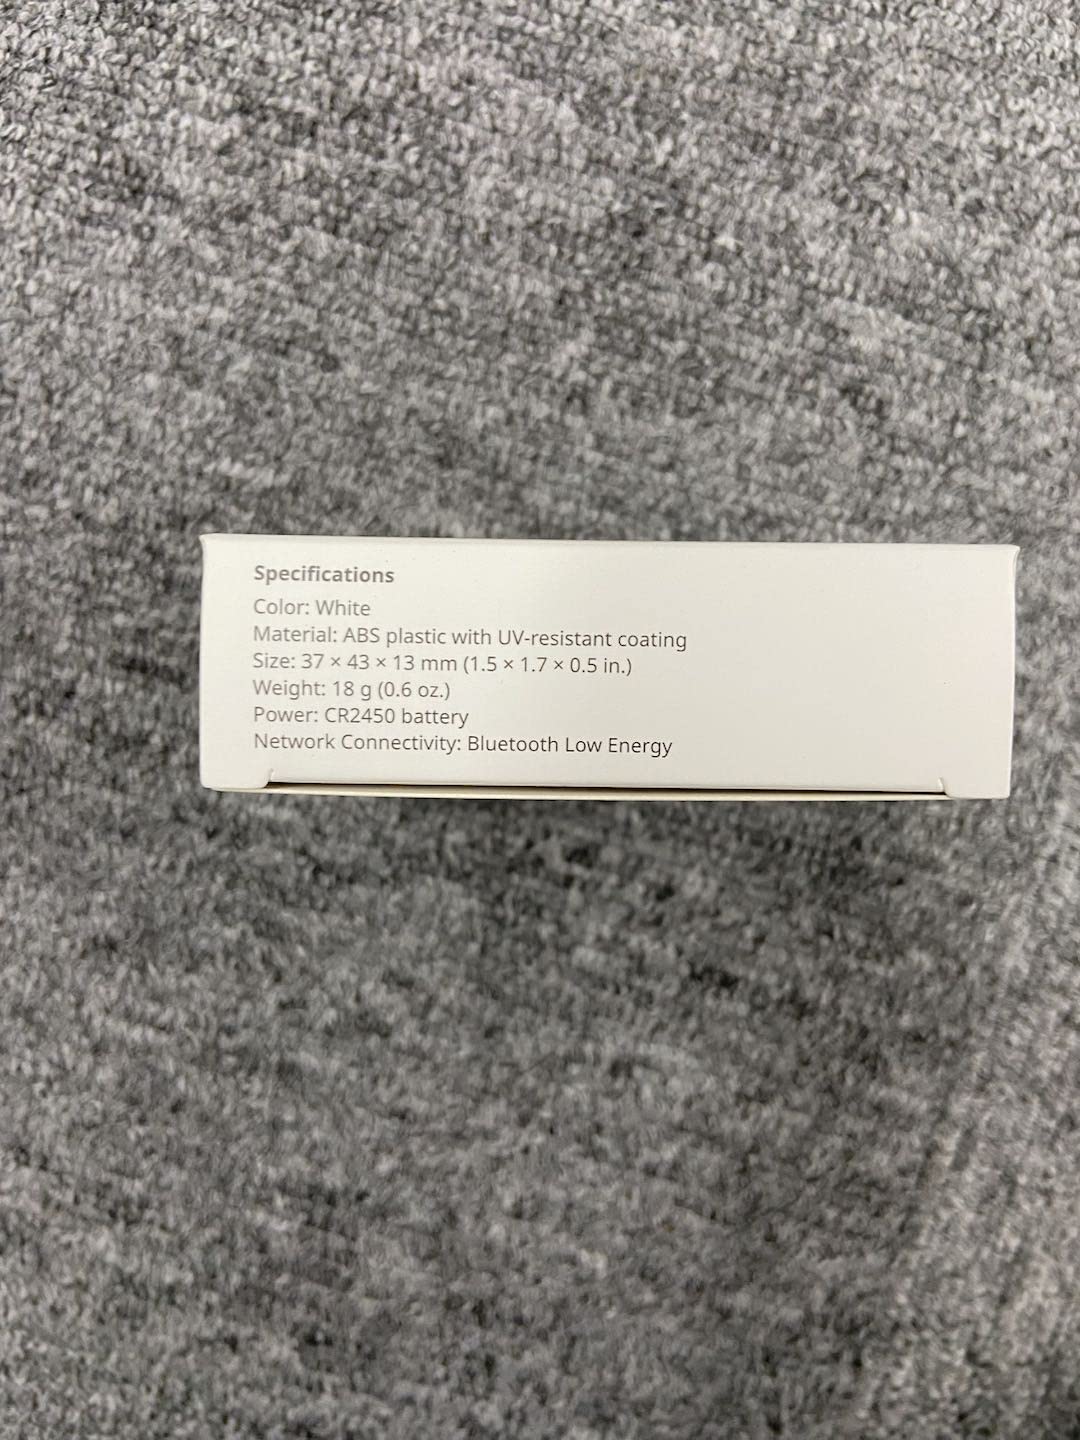 Specifications
Color: White
Material: ABS plastic with UV-resistant coating
Size: 37 × 43 × 13 mm (1.5 × 1.7 × 0.5 in.)
Weight: 18 g (0.6 oz.)
Power: CR2450 battery
Network Connectivity: Bluetooth Low Energy